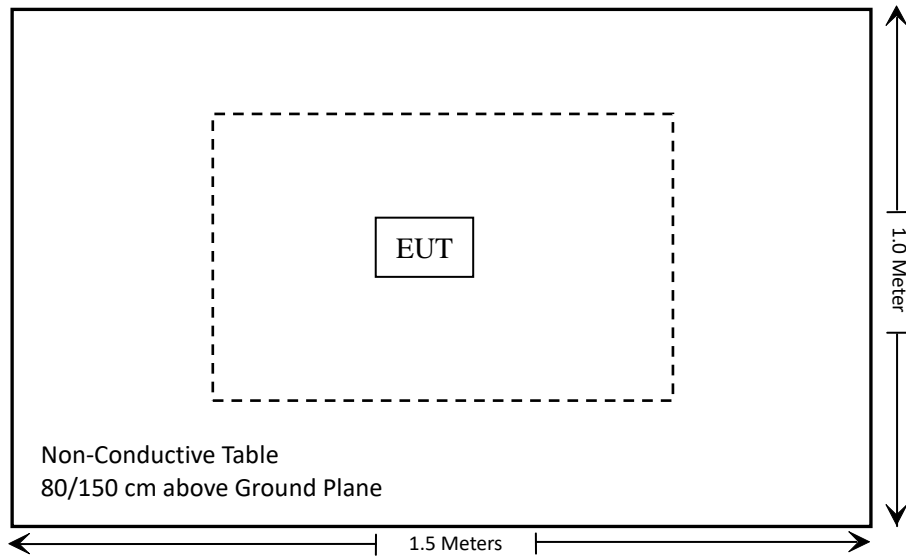 EUT
1.0 Meter
Non-Conductive Table
80/150 cm above Ground Plane
1.5 Meters